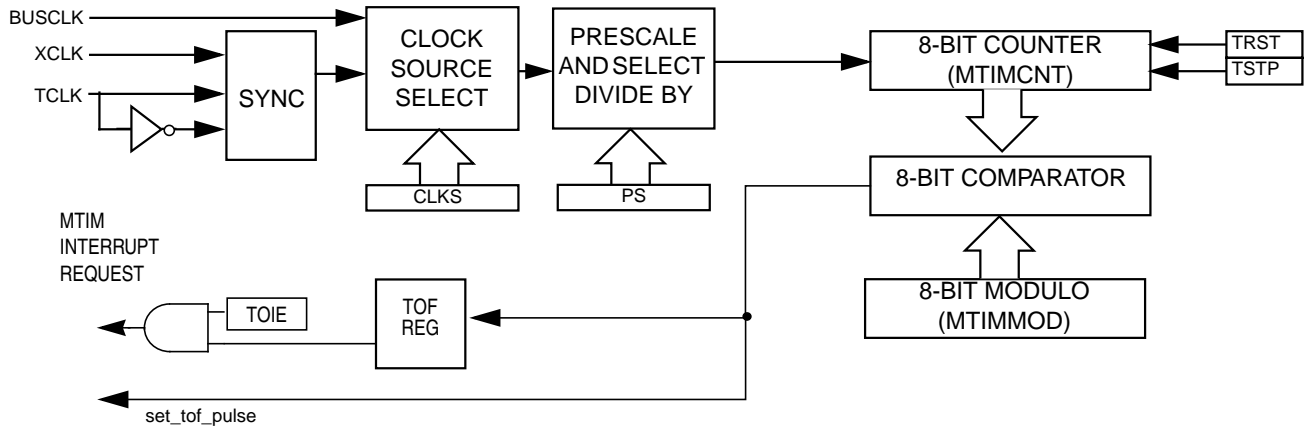 BUSCLK
XCLK
TCLK
SYNC
CLOCK
SOURCE
SELECT
PRESCALE
AND SELECT
DIVIDE BY
8-BIT COUNTER
(MTIMCNT)
TRST
TSTP
CLKS
PS
8-BIT COMPARATOR
MTIM
INTERRUPT
REQUEST
TOIE
TOF
REG
8-BIT MODULO
(MTIMMOD)
set_tof_pulse